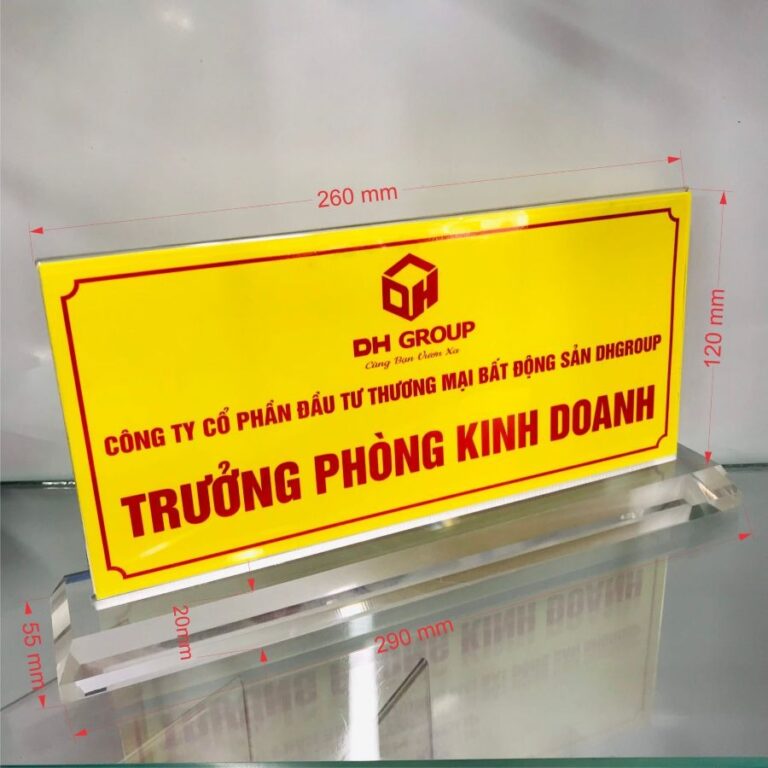 260 mm
DH
DH GROUP
Cùng Bạn Vươn Xa
CÔNG TY CỔ PHẦN ĐẦU TƯ THƯƠNG MẠI BẤT ĐỘNG SẢN DHGROUP
TRƯỞNG PHÒNG KINH DOANH
120 mm
55 mm
20mm
290 mm